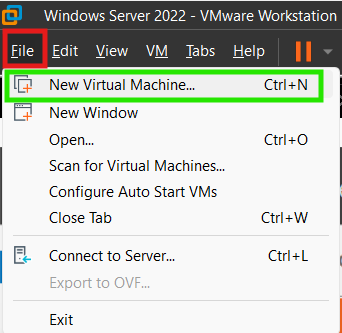 Windows Server 2022 - VMware Workstation
File Edit View VM Tabs Help
New Virtual Machine... Ctrl+N
New Window
Open... Ctrl+O
Scan for Virtual Machines...
Configure Auto Start VMs
Close Tab Ctrl+W
Connect to Server... Ctrl+L
Export to OVF...
Exit